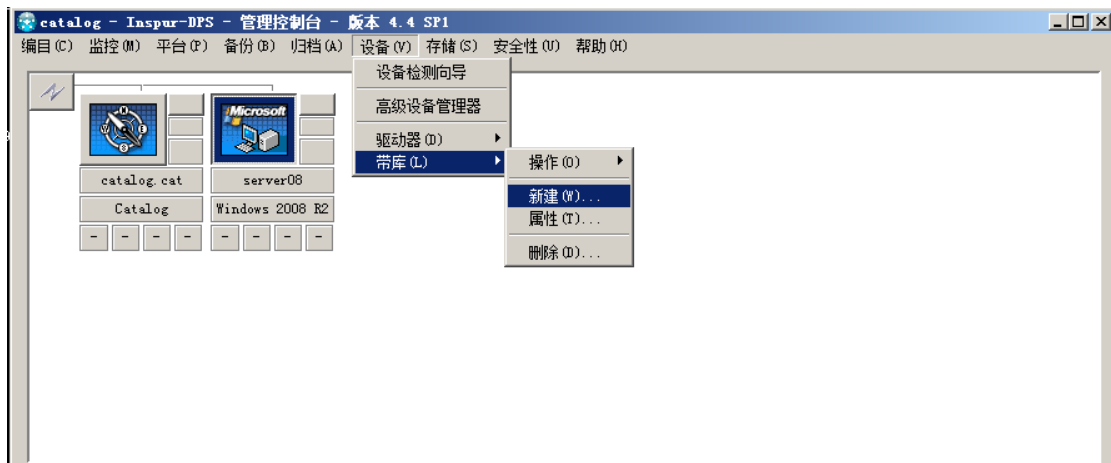 catalog - Inspur-DPS - 管理控制台 - 版本 4.4 SP1
编目(C) 监控(M) 平台(P) 备份(B) 归档(A) 设备(V) 存储(S) 安全性(U) 帮助(H)
设备检测向导
高级设备管理器
驱动器(D)
带库(L)
操作(O)
新建(W)...
属性(T)...
删除(D)...
Microsoft
catalog.cat server08
Catalog Windows 2008 R2
- - - - - - - -